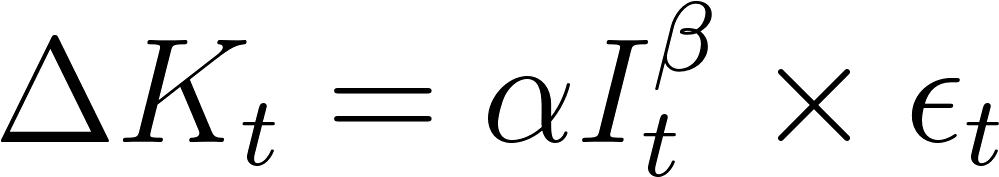 ΔK_t = αI_t^β × ϵ_t